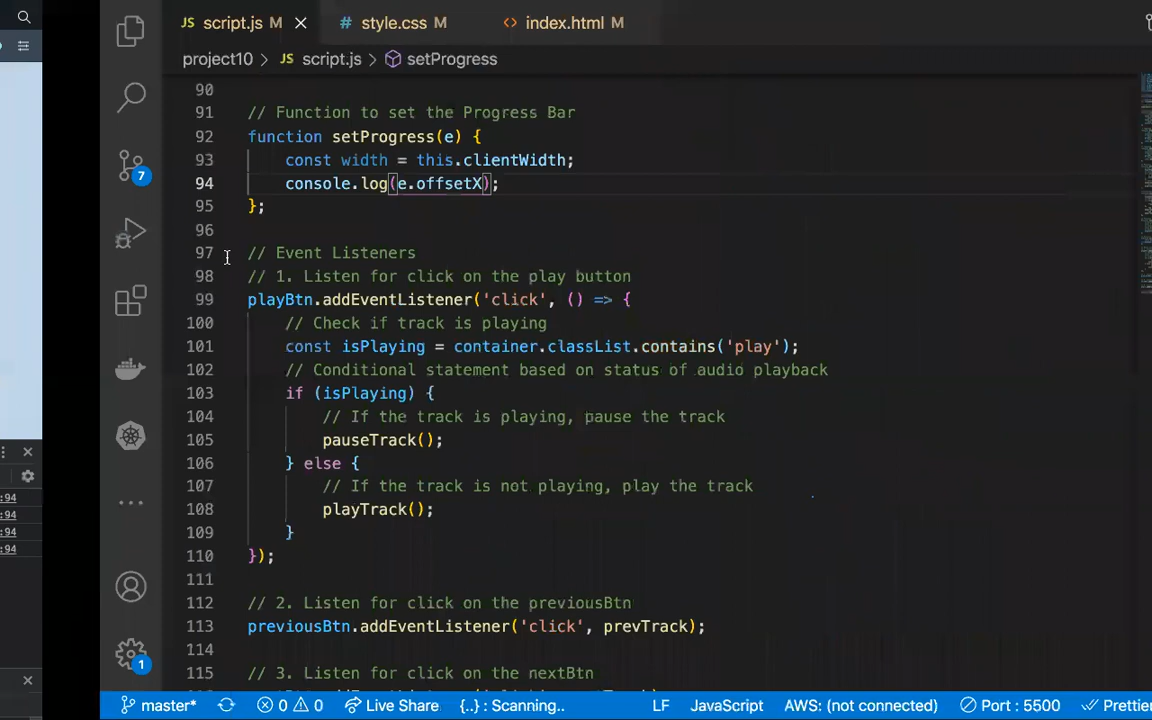 script.js M
style.css M
index.html M
project10 > script.js > setProgress
90
91 // Function to set the Progress Bar
92 function setProgress(e) {
93 const width = this.clientWidth;
94 console.log(e.offsetX);
95 };
96
97 // Event Listeners
98 // 1. Listen for click on the play button
99 playBtn.addEventListener('click', () => {
100 // Check if track is playing
101 const isPlaying = container.classList.contains('play');
102 // Conditional statement based on status of audio playback
103 if (isPlaying) {
104 // If the track is playing, pause the track
105 pauseTrack();
106 } else {
107 // If the track is not playing, play the track
108 playTrack();
109 }
110 });
111
112 // 2. Listen for click on the previousBtn
113 previousBtn.addEventListener('click', prevTrack);
114
115 // 3. Listen for click on the nextBtn
7
1
:94
:94
:94
:94
master* 0 0 Live Share {..} : Scanning.. LF JavaScript AWS: (not connected) Port : 5500 Prettier